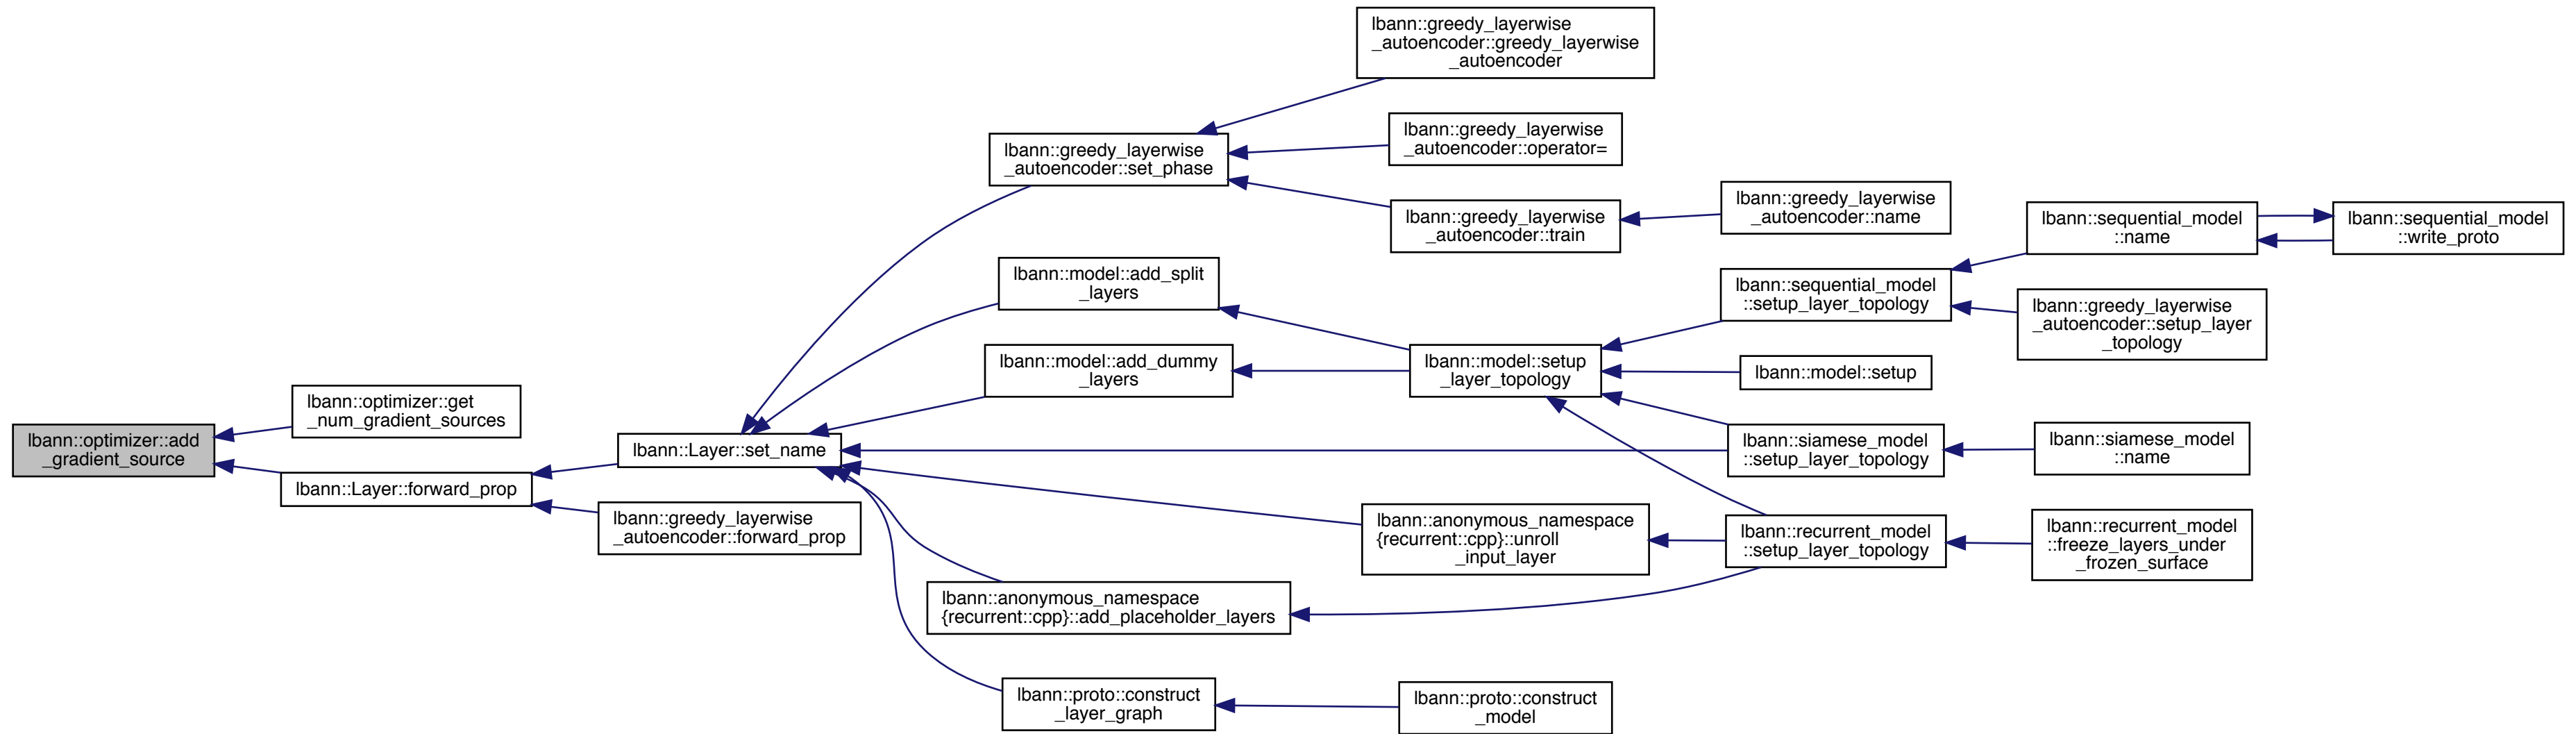 lbann::greedy_layerwise
_autoencoder::greedy_layerwise
_autoencoder
lbann::greedy_layerwise
_autoencoder::operator=
lbann::greedy_layerwise
_autoencoder::set_phase
lbann::greedy_layerwise
_autoencoder::train
lbann::greedy_layerwise
_autoencoder::name
lbann::sequential_model
::name
lbann::sequential_model
::write_proto
lbann::model::add_split
_layers
lbann::sequential_model
::setup_layer_topology
lbann::greedy_layerwise
_autoencoder::setup_layer
_topology
lbann::model::add_dummy
_layers
lbann::model::setup
_layer_topology
lbann::model::setup
lbann::optimizer::get
_num_gradient_sources
lbann::optimizer::add
_gradient_source
lbann::Layer::set_name
lbann::siamese_model
::setup_layer_topology
lbann::siamese_model
::name
lbann::Layer::forward_prop
lbann::greedy_layerwise
_autoencoder::forward_prop
lbann::anonymous_namespace
{recurrent::cpp}::unroll
_input_layer
lbann::recurrent_model
::setup_layer_topology
lbann::recurrent_model
::freeze_layers_under
_frozen_surface
lbann::anonymous_namespace
{recurrent::cpp}::add_placeholder_layers
lbann::proto::construct
_layer_graph
lbann::proto::construct
_model